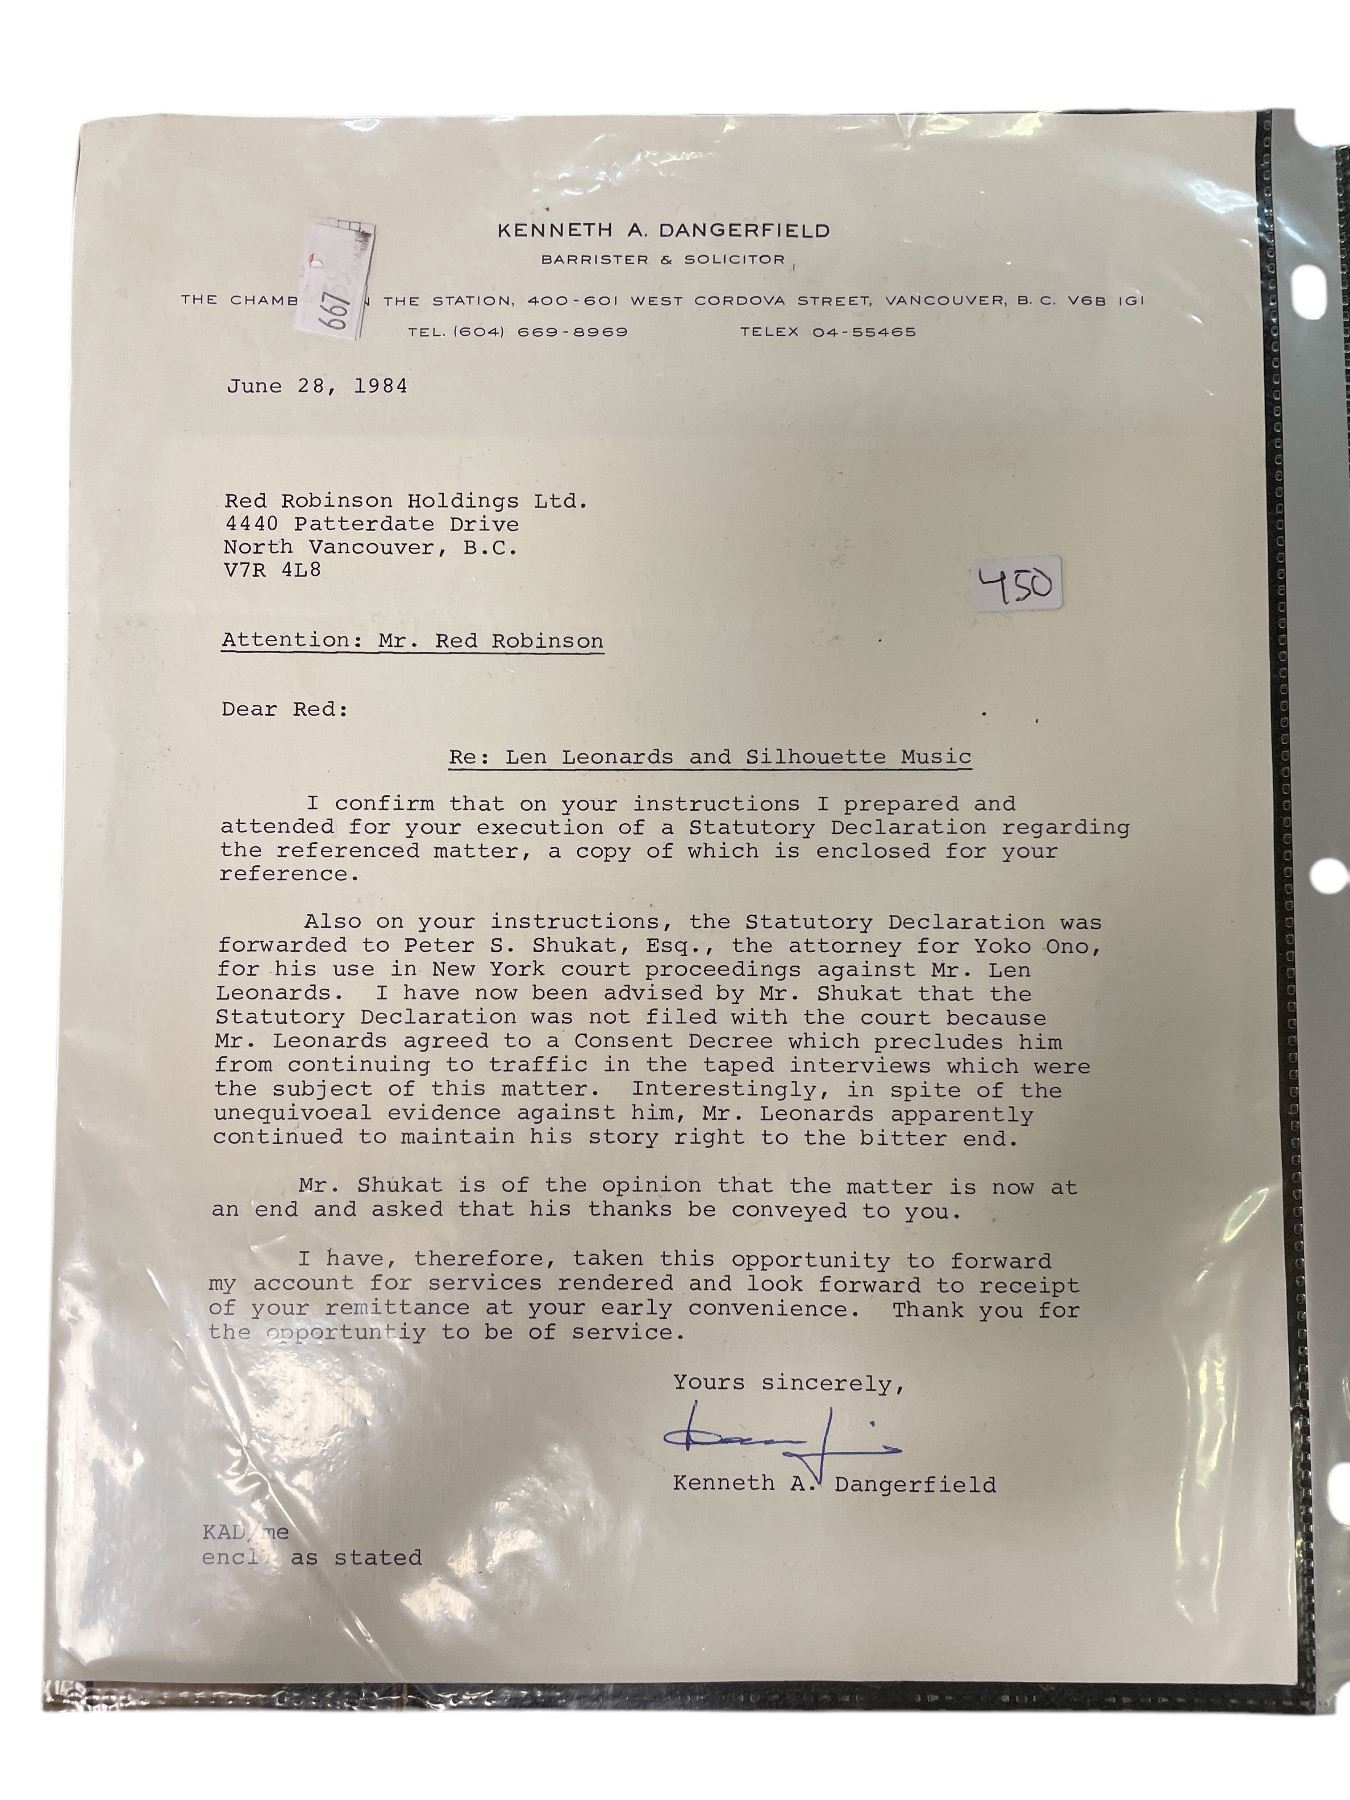 KENNETH A. DANGERFIELD
BARRISTER & SOLICITOR
THE CHAMB THE STATION, 400-601 WEST CORDOVA STREET, VANCOUVER, B. C. V6B 1G1
667
TEL. (604) 669-8969 TELEX 04-55465
June 28, 1984
Red Robinson Holdings Ltd.
4440 Patterdate Drive
North Vancouver, B.C.
V7R 4L8
450
Attention: Mr. Red Robinson
Dear Red:
Re: Len Leonards and Silhouette Music
I confirm that on your instructions I prepared and
attended for your execution of a Statutory Declaration regarding
the referenced matter, a copy of which is enclosed for your
reference.
Also on your instructions, the Statutory Declaration was
forwarded to Peter S. Shukat, Esq., the attorney for Yoko Ono,
for his use in New York court proceedings against Mr. Len
Leonards. I have now been advised by Mr. Shukat that the
Statutory Declaration was not filed with the court because
Mr. Leonards agreed to a Consent Decree which precludes him
from continuing to traffic in the taped interviews which were
the subject of this matter. Interestingly, in spite of the
unequivoeal evidence against him, Mr. Leonards apparently
continued to maintain his story right to the bitter end.
Mr. Shukat is of the opinion that the matter is now at
an end and asked that his thanks be conveyed to you.
I have, therefore, taken this opportunity to forward
my account for services rendered and look forward to receipt
of your remittance at your early convenience. Thank you for
the opportuntiy to be of service.
Yours sincerely,
Kenneth A. Dangerfield
KAD/me
encl. as stated